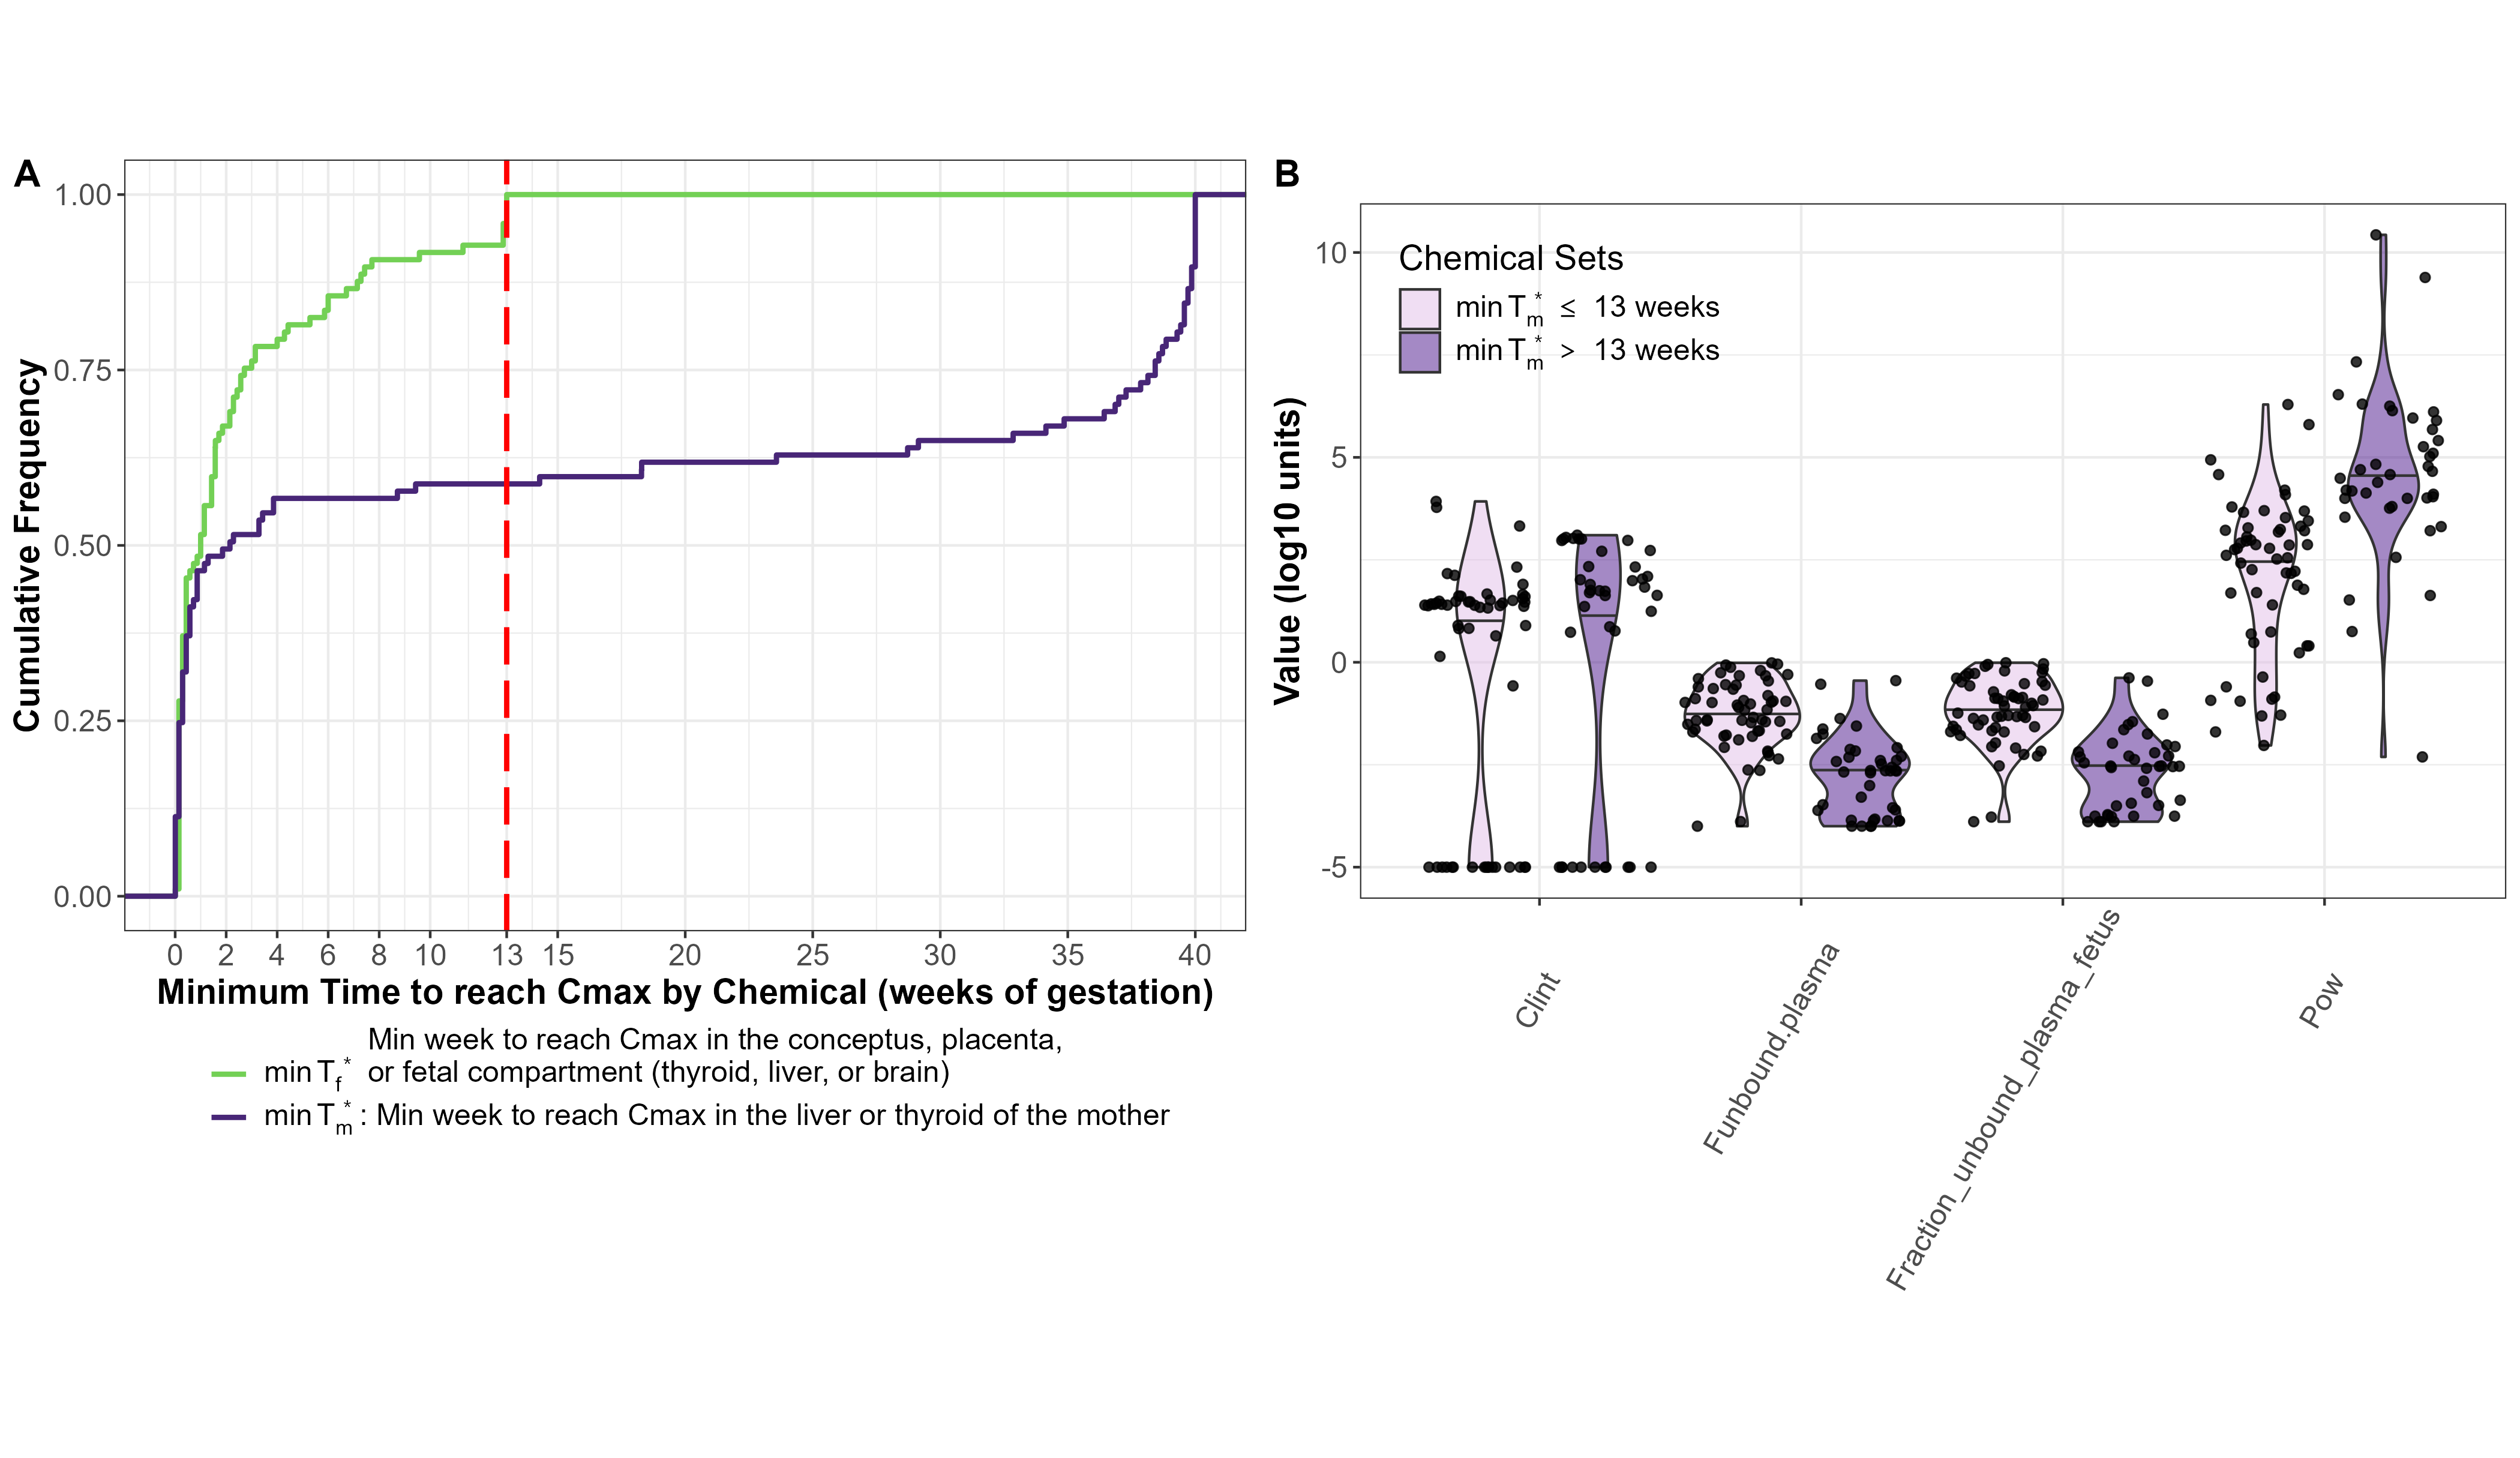 A
1.00
0.75
0.50
0.25
0.00
Cumulative Frequency
0 2 4 6 8 10 13 15 20 25 30 35 40
Minimum Time to reach Cmax by Chemical (weeks of gestation)
Min week to reach Cmax in the conceptus, placenta,
min T*f or fetal compartment (thyroid, liver, or brain)
min T*m : Min week to reach Cmax in the liver or thyroid of the mother
B
10
5
0
-5
Value (log10 units)
Chemical Sets
min T*m ≤ 13 weeks
min T*m > 13 weeks
Clint
Funbound.plasma
Fraction_unbound_plasma_fetus
Pow